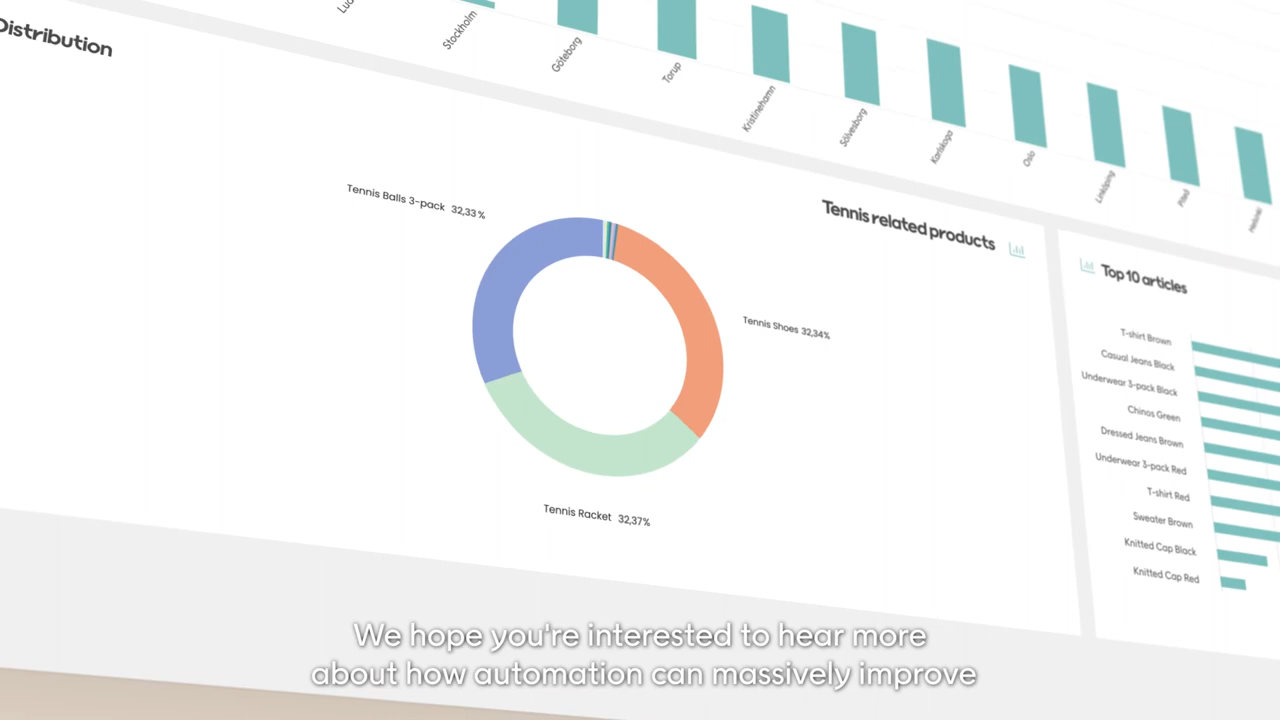 Stockholm
Göteborg
Torup
Kristinehamn
Sölvesborg
Karlskoga
Oslo
Linköping
Piteå
Helsinki
Distribution
Tennis Balls 3-pack 32,33%
Tennis related products
Tennis Shoes 32,34%
Tennis Racket 32,37%
Top 10 articles
T-shirt Brown
Casual Jeans Black
Underwear 3-pack Black
Chinos Green
Dressed Jeans Brown
Underwear 3-pack Red
T-shirt Red
Sweater Brown
Knitted Cap Black
Knitted Cap Red
We hope you're interested to hear more
about how automation can massively improve